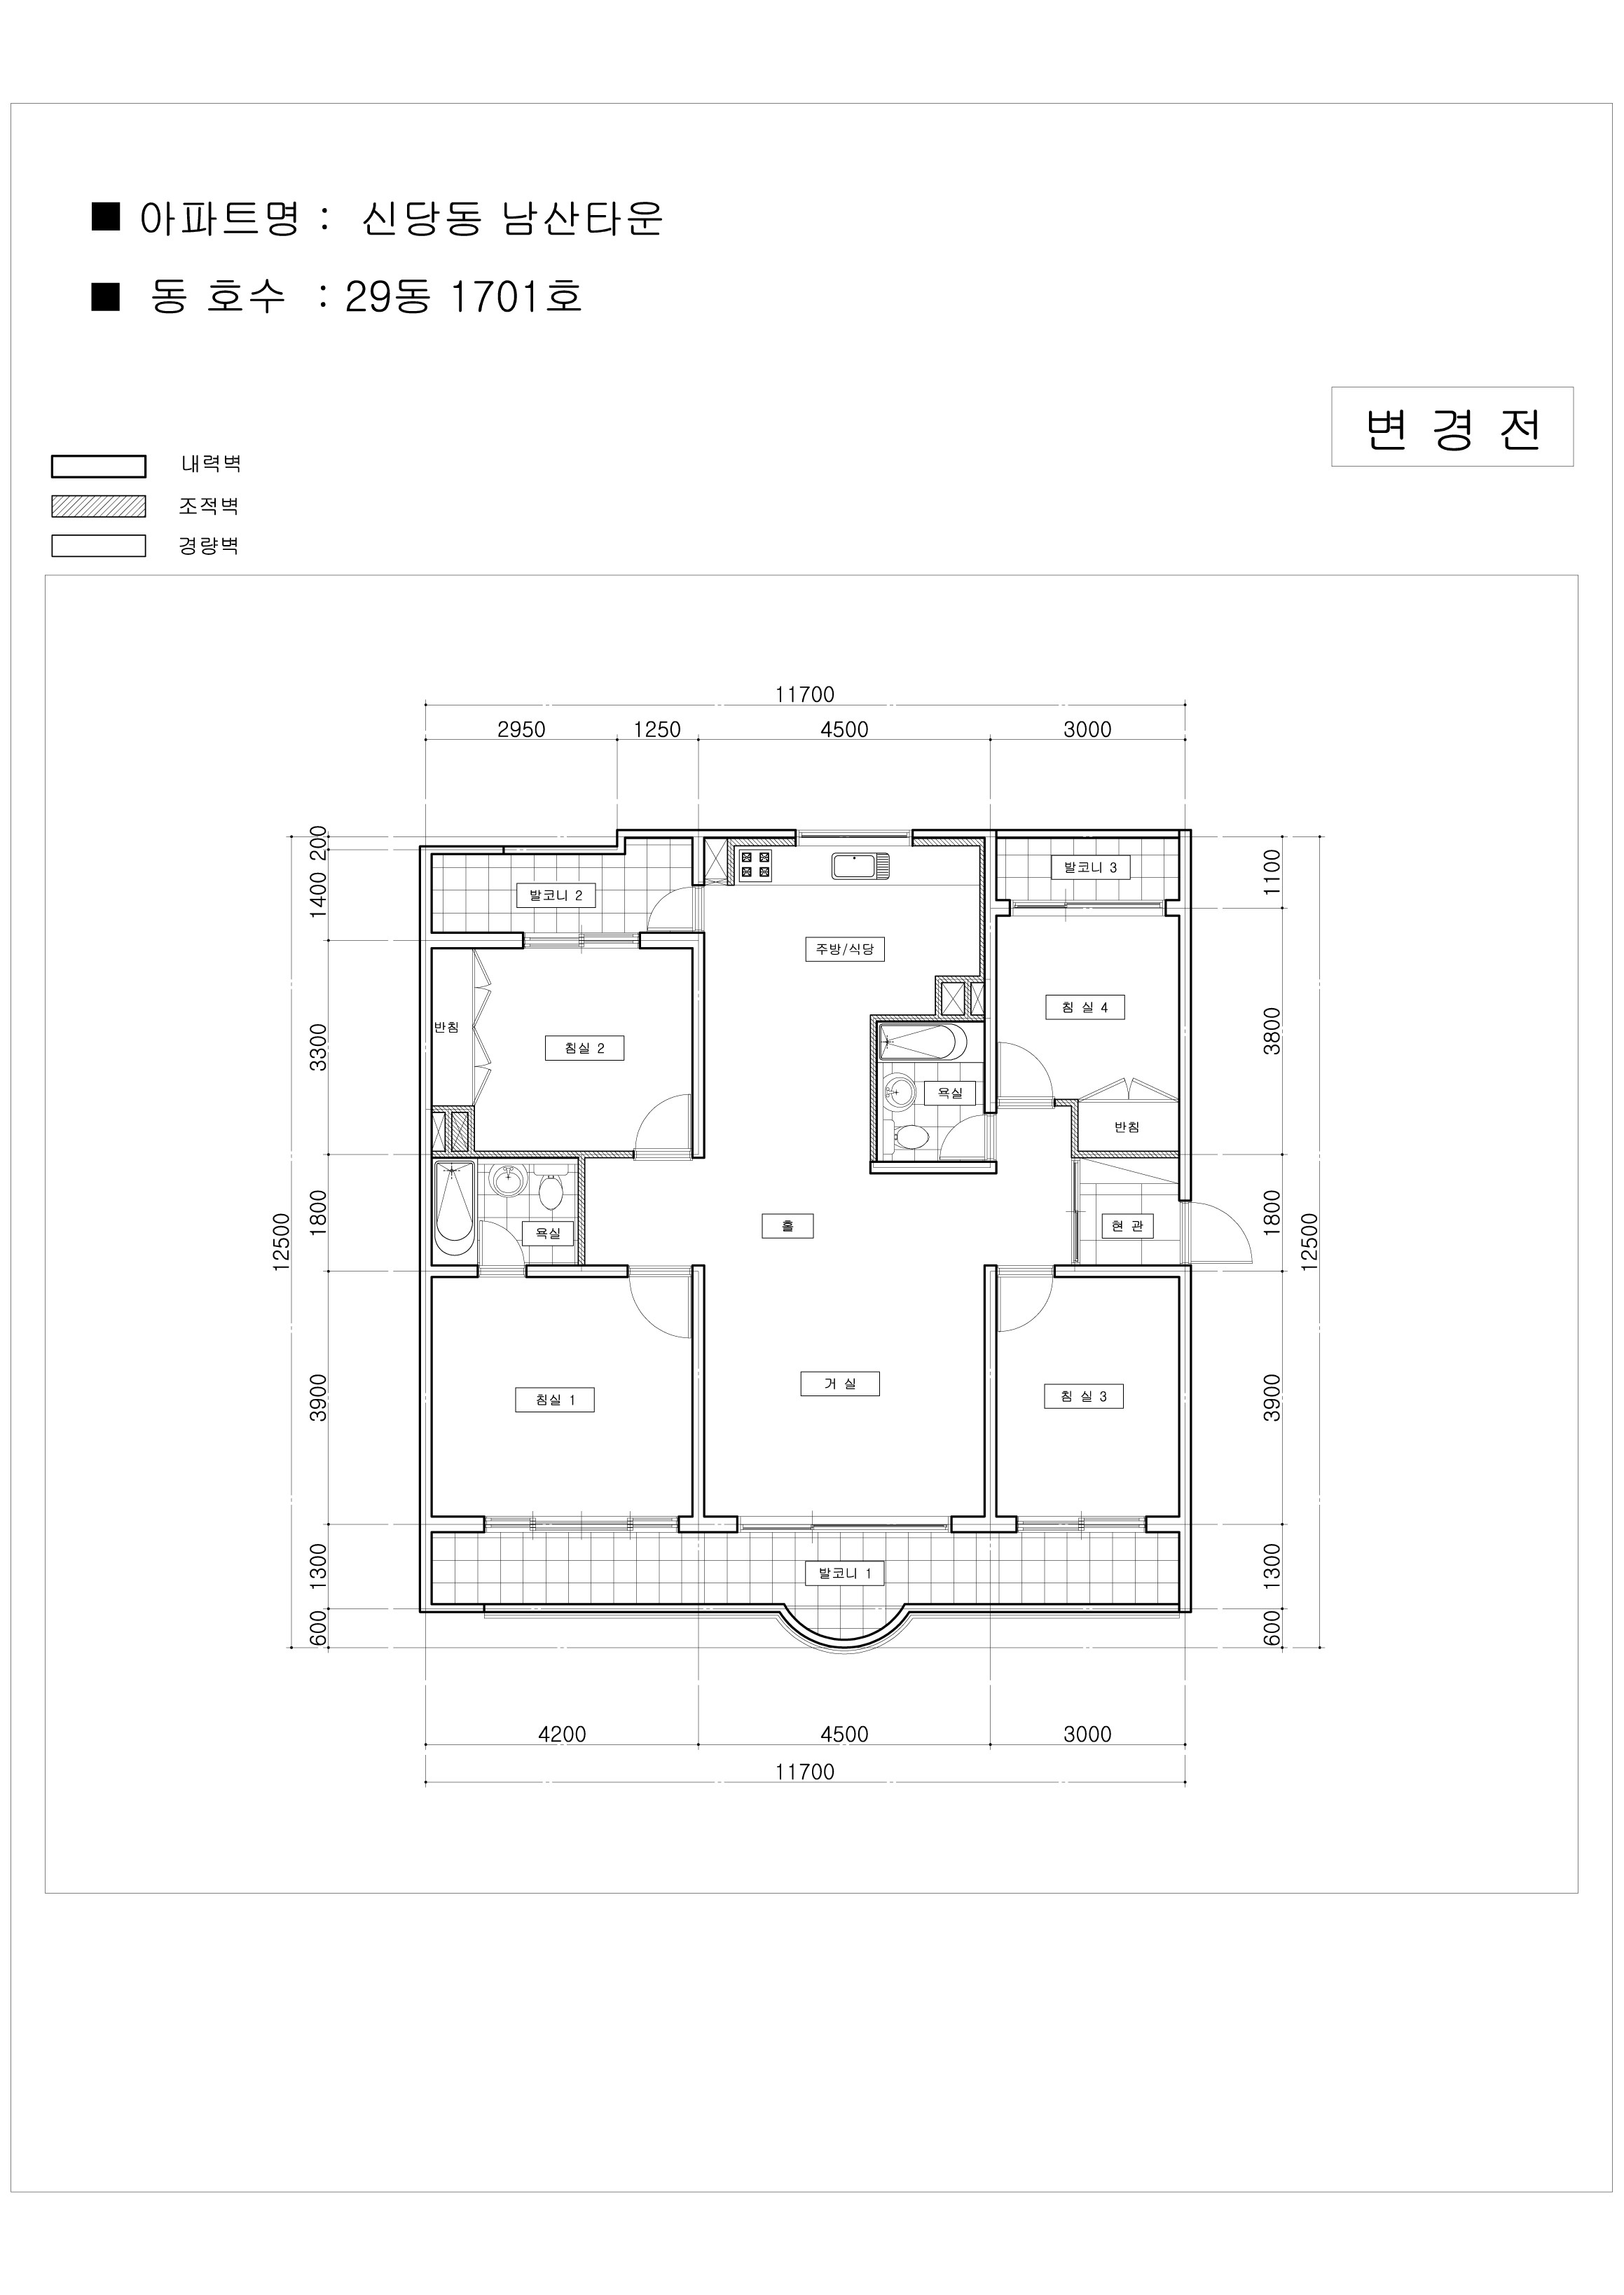 ■ 아파트명 : 신당동 남산타운
■ 동 호수 : 29동 1701호
변 경 전
내력벽
조적벽
경량벽
11700
2950 1250 4500 3000
200
1400
3300
1800
3900
1300
600
12500
1100
3800
1800
3900
1300
600
12500
발코니 2
발코니 3
주방/식당
침 실 4
반침
침실 2
욕실
반침
욕실
홀
현 관
침실 1
거 실
침 실 3
발코니 1
4200 4500 3000
11700